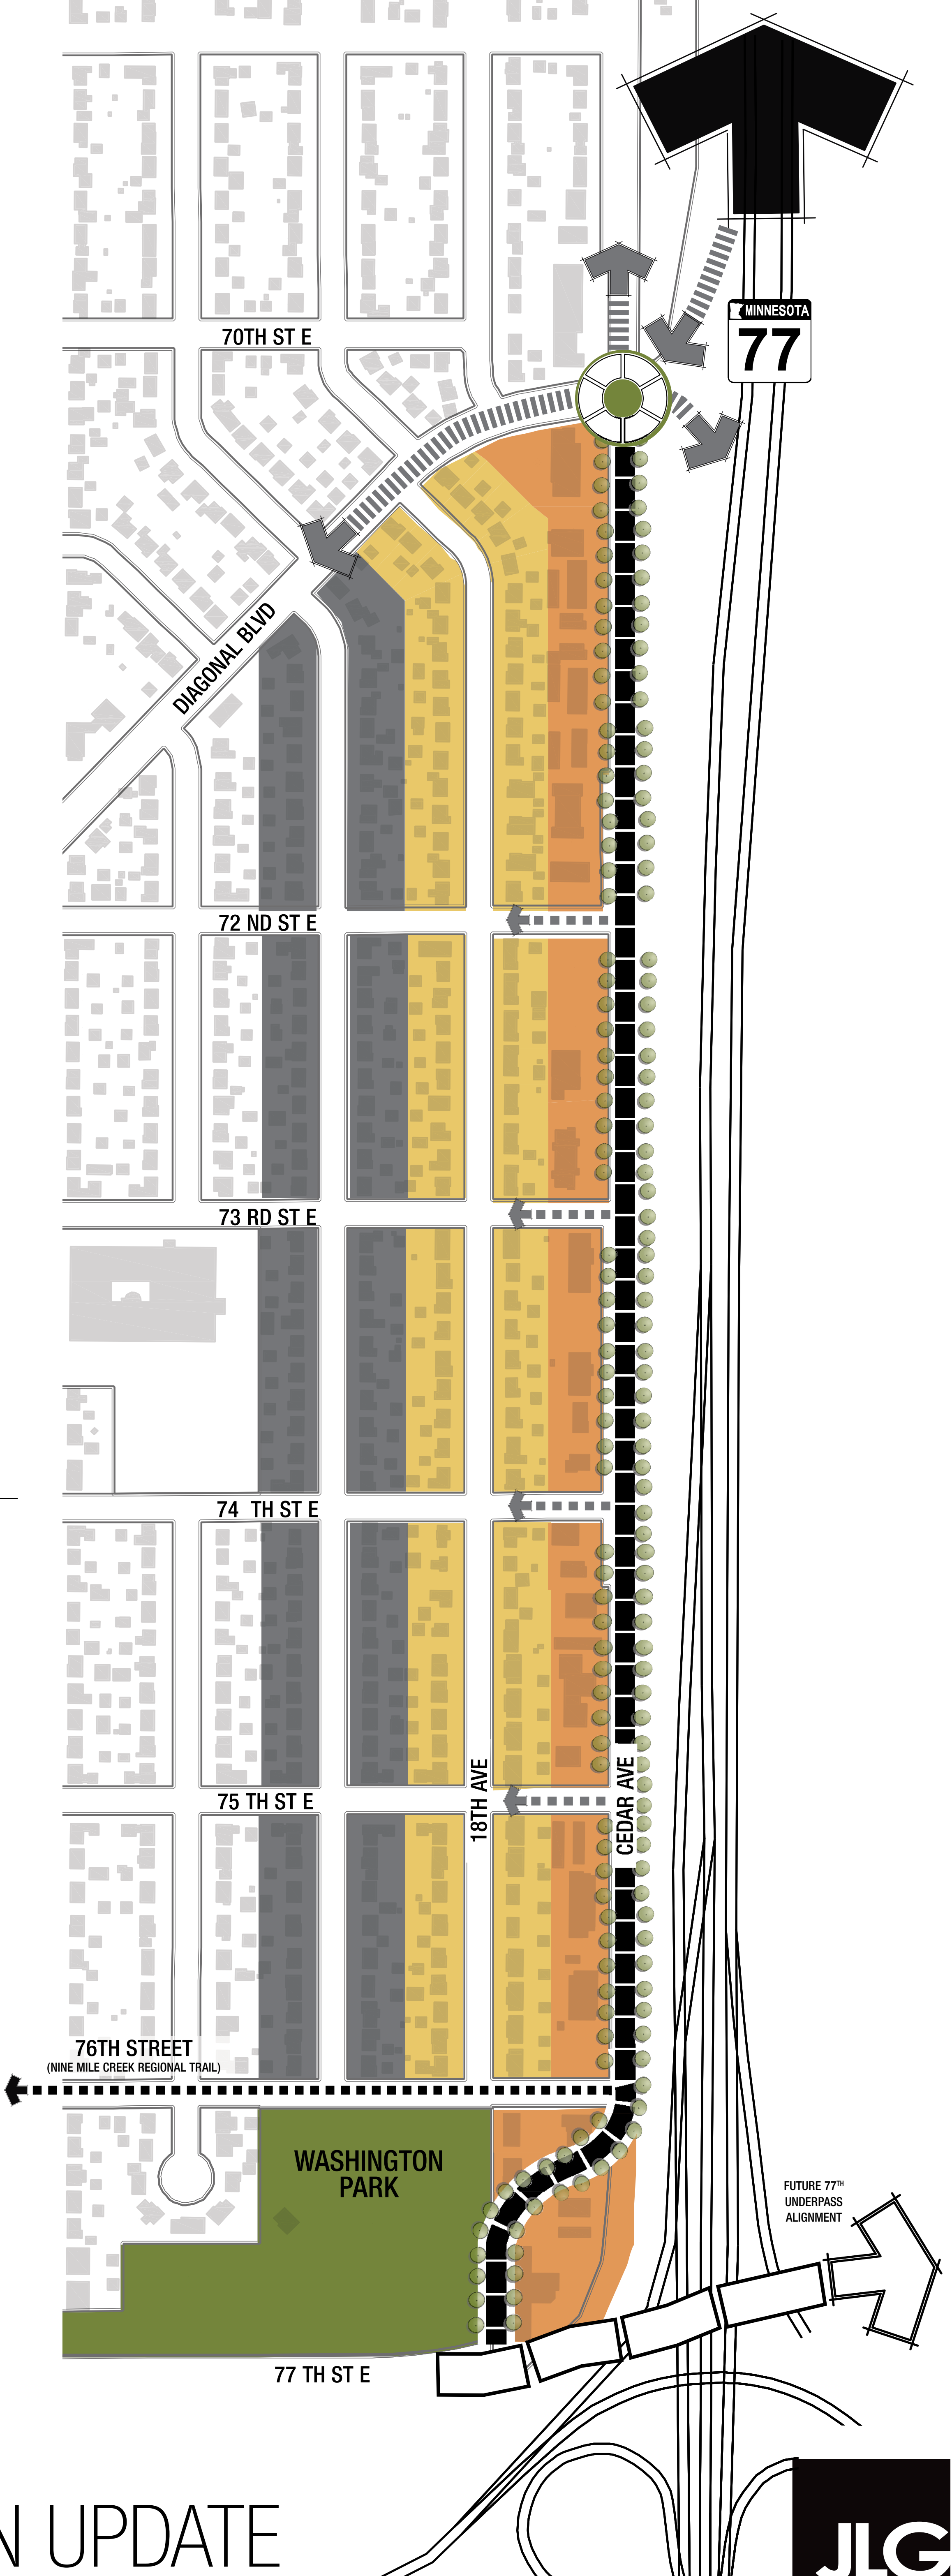 70TH ST E
MINNESOTA
77
DIAGONAL BLVD
72 ND ST E
73 RD ST E
74 TH ST E
18TH AVE
CEDAR AVE
75 TH ST E
76TH STREET
(NINE MILE CREEK REGIONAL TRAIL)
WASHINGTON
PARK
FUTURE 77TH
UNDERPASS
ALIGNMENT
77 TH ST E
N UPDATE
JLG